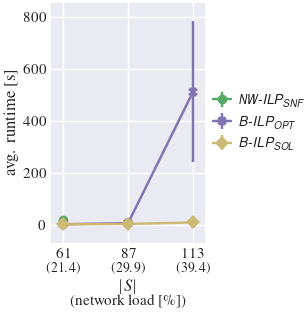 800
600
400
200
0
avg. runtime [s]
61 87 113
(21.4) (29.9) (39.4)
|S|
(network load [%])
NW-ILP_SNF
B-ILP_OPT
B-ILP_SOL